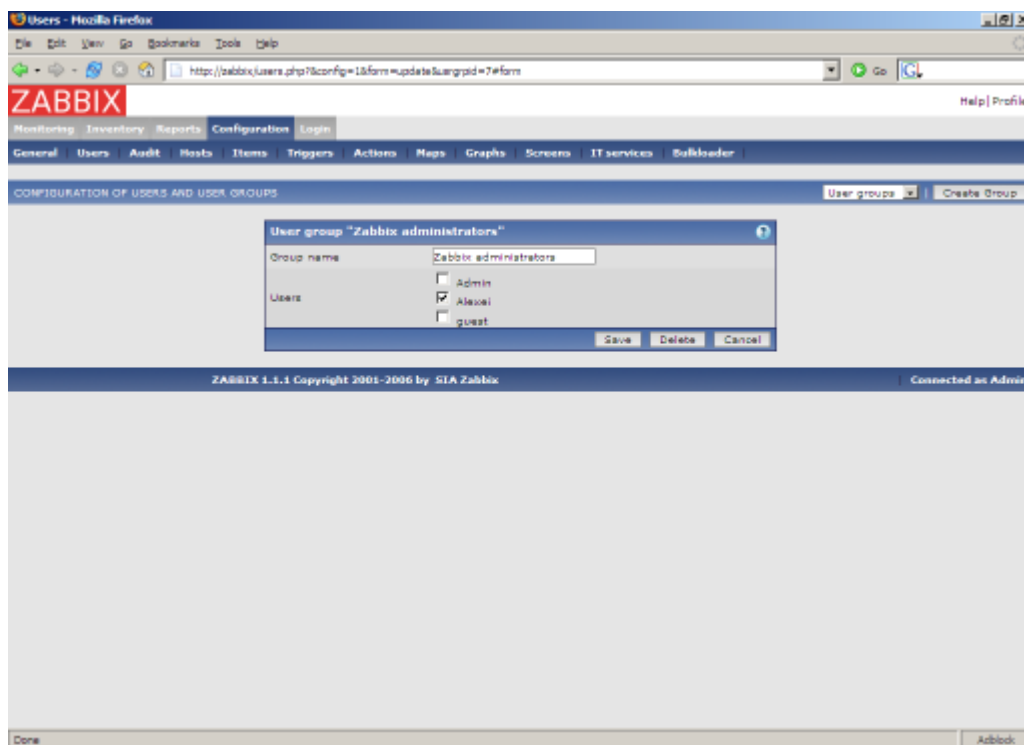 Users - Mozilla Firefox
File Edit View Go Bookmarks Tools Help
http://zabbix/users.php?&config=1&form=update&usrgrpid=7#form Go
ZABBIX
Help | Profile
Monitoring Inventory Reports Configuration Login
General Users Audit Hosts Items Triggers Actions Maps Graphs Screens IT services Bulkloader
CONFIGURATION OF USERS AND USER GROUPS User groups Create Group
User group "Zabbix administrators"
Group name Zabbix administrators
Users
Admin
Alexei
guest
Save Delete Cancel
ZABBIX 1.1.1 Copyright 2001-2006 by SIA Zabbix Connected as Admin
Done Adblock